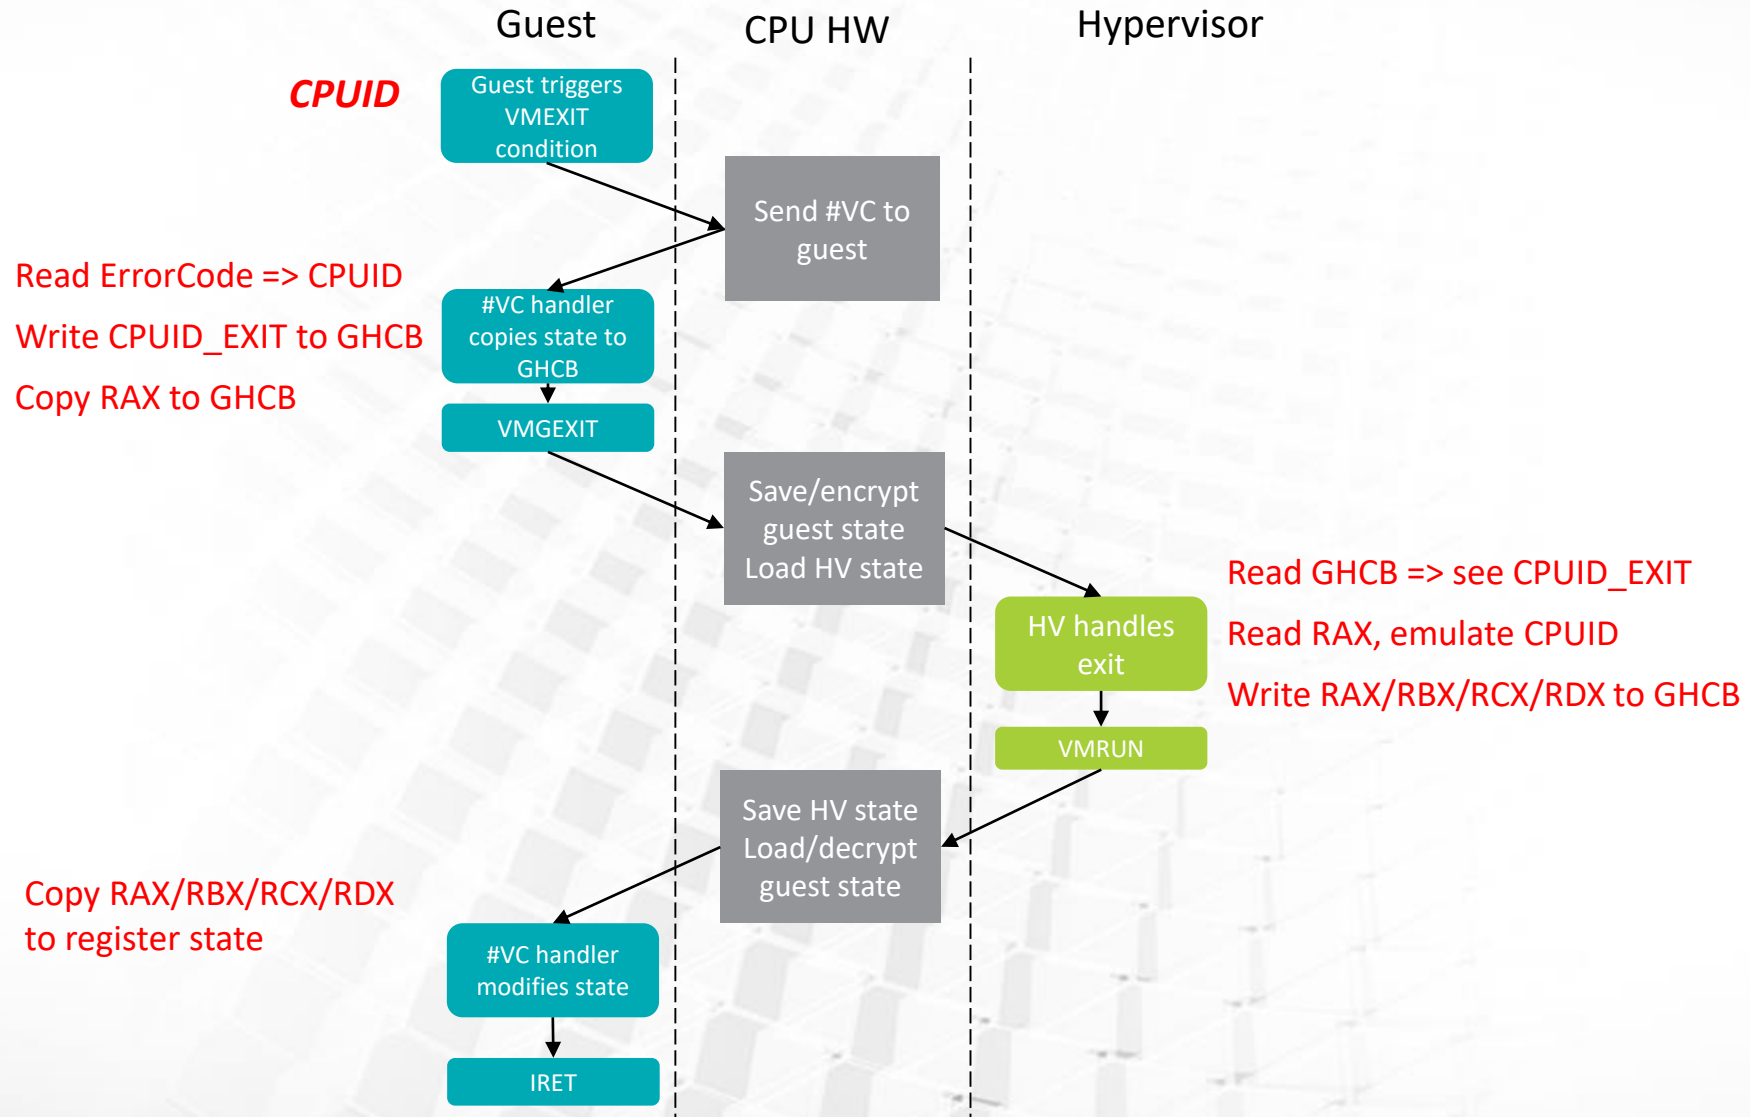 Guest
CPU HW
Hypervisor
CPUID
Guest triggers
VMEXIT
condition
Send #VC to
guest
Read ErrorCode => CPUID
Write CPUID_EXIT to GHCB
Copy RAX to GHCB
#VC handler
copies state to
GHCB
VMGEXIT
Save/encrypt
guest state
Load HV state
HV handles
exit
Read GHCB => see CPUID_EXIT
Read RAX, emulate CPUID
Write RAX/RBX/RCX/RDX to GHCB
VMRUN
Save HV state
Load/decrypt
guest state
Copy RAX/RBX/RCX/RDX
to register state
#VC handler
modifies state
IRET